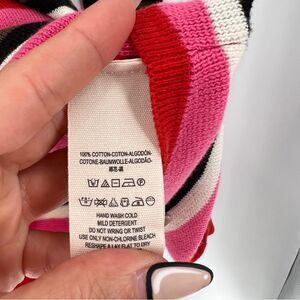 100% COTTON-COTON-ALGODÓN-
COTONE-BAUMWOLLE-ALGODÃO-
HAND WASH COLD
MILD DETERGENT
DO NOT WRING OR TWIST
USE ONLY NON-CHLORINE BLEACH
RESHAPE & LAY FLAT TO DRY